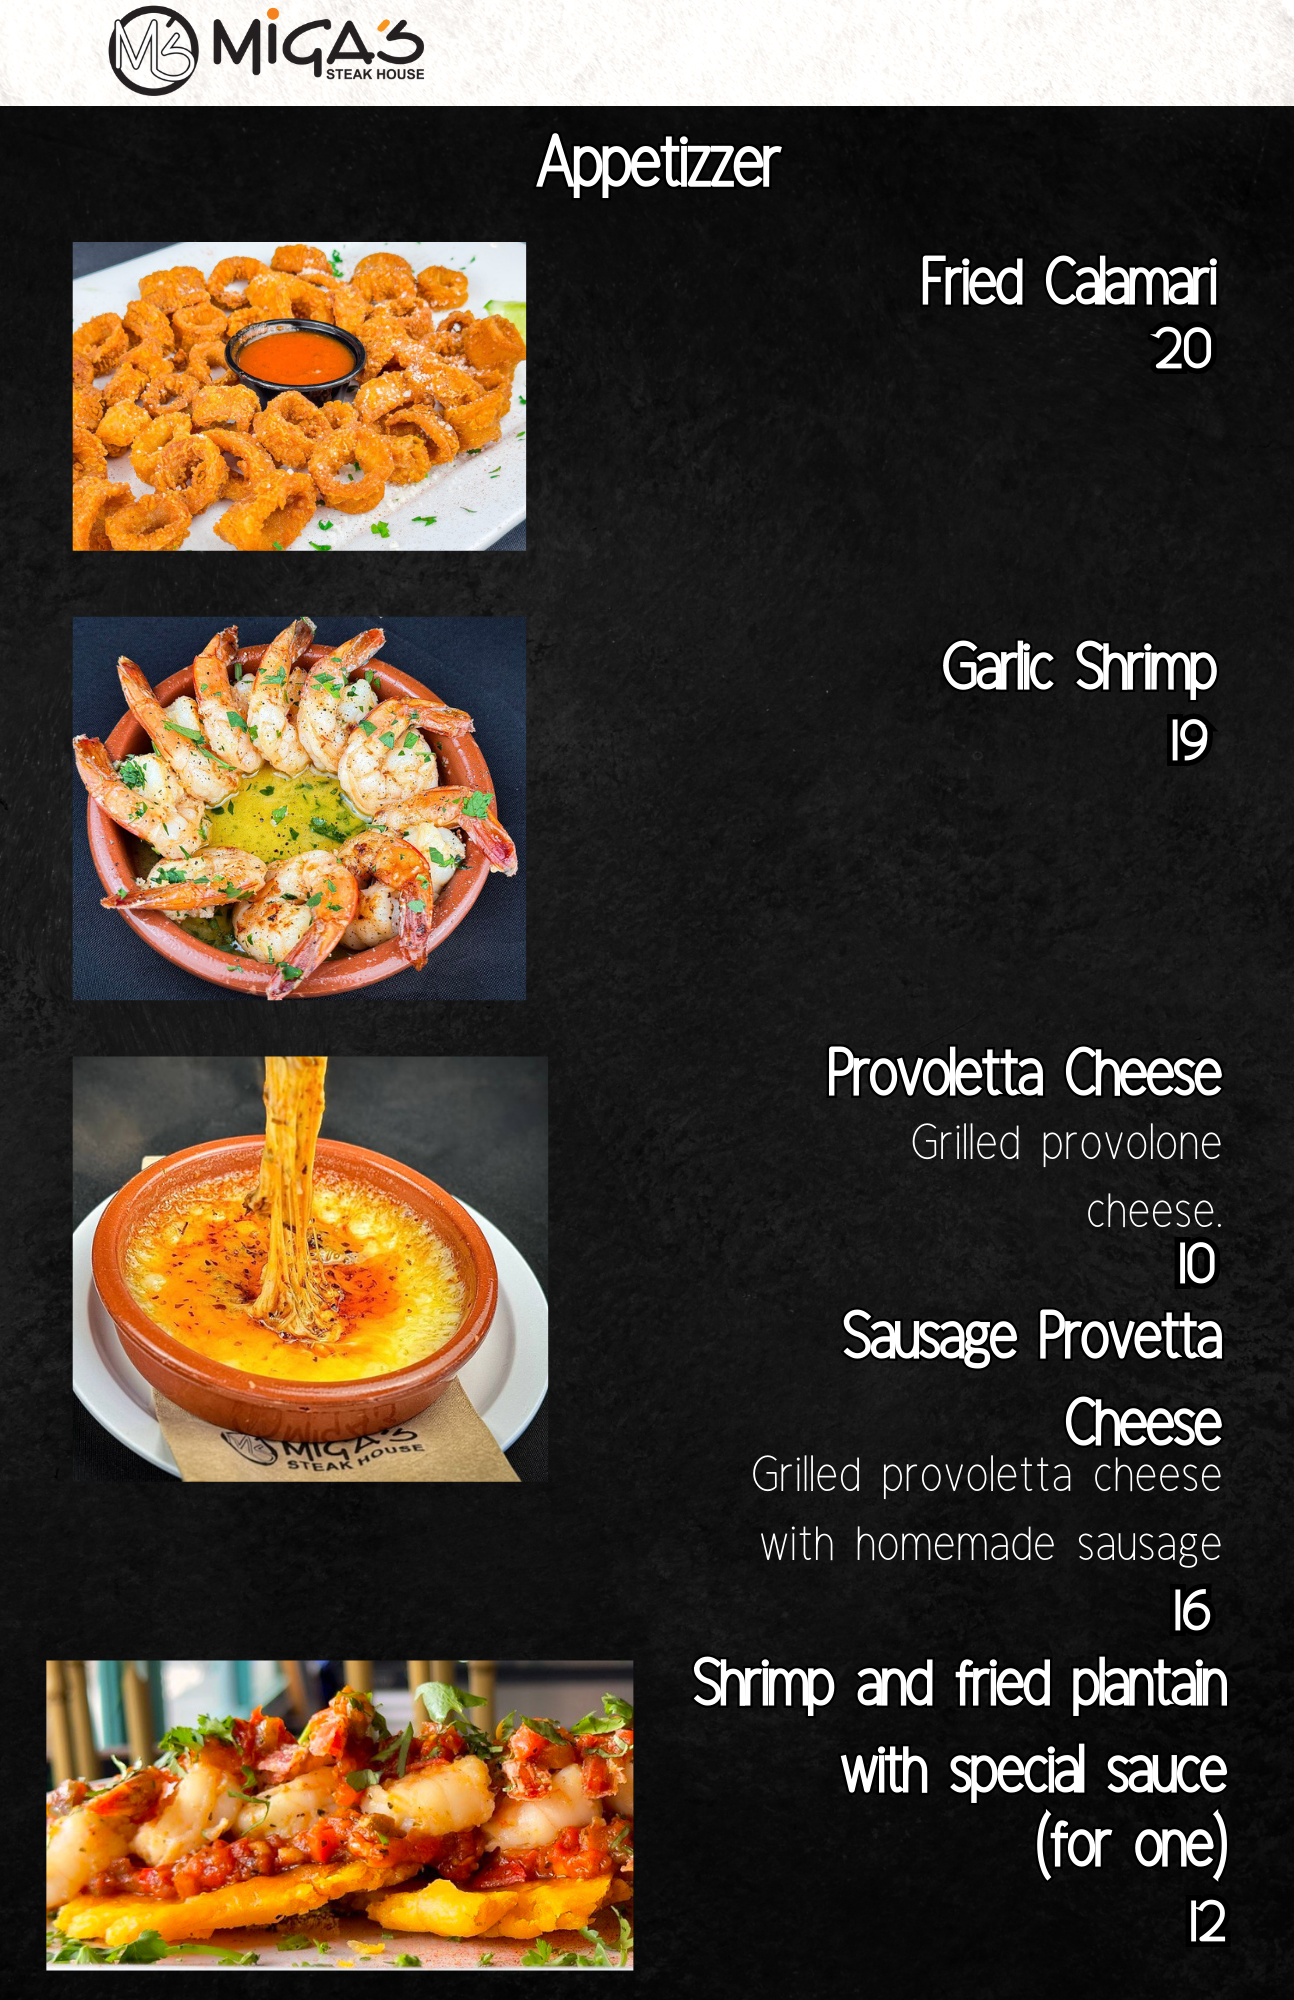 MS MiGA'S
STEAK HOUSE
Appetizzer
Fried Calamari
20
Garlic Shrimp
19
Provoletta Cheese
Grilled provolone
cheese.
10
Sausage Provetta
Cheese
Grilled provoletta cheese
with homemade sausage
16
MiGA'S
STEAK HOUSE
Shrimp and fried plantain
with special sauce
(for one)
12